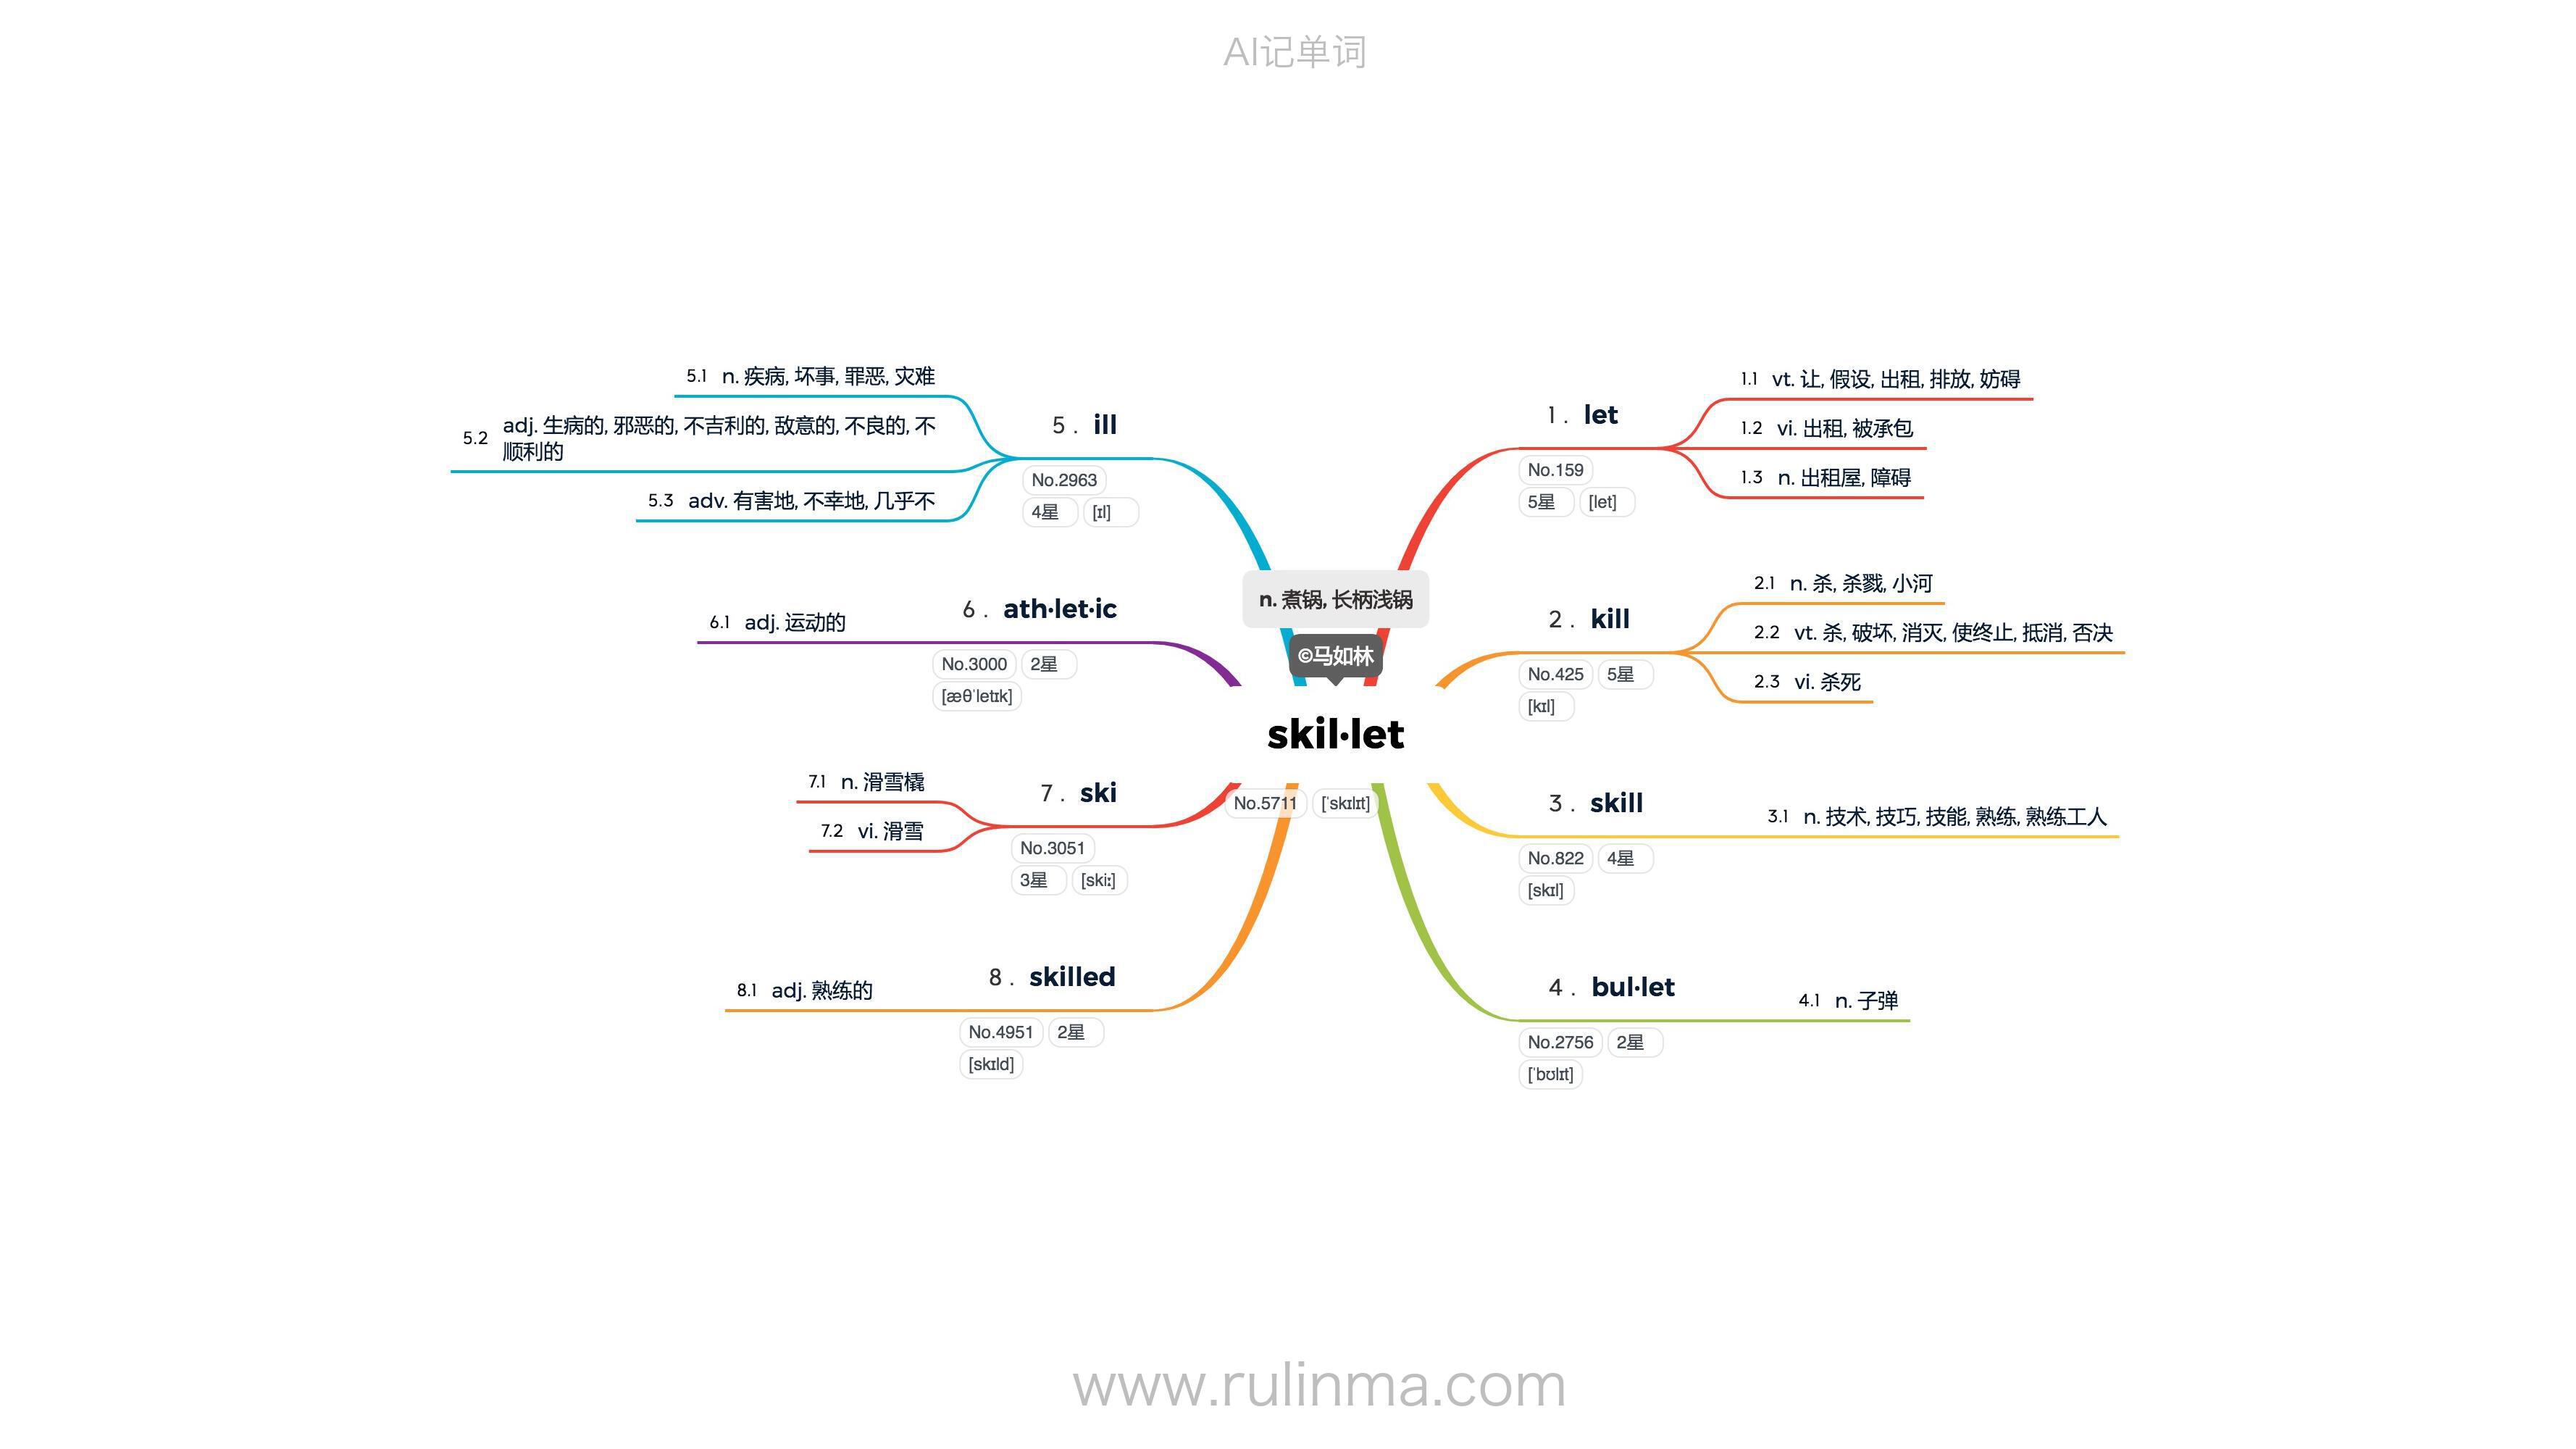 AI记单词
n. 煮锅, 长柄浅锅
©马如林
skil·let
No.5711 [ˈskɪlɪt]
1 . let
No.159
5星 [let]
1.1 vt. 让, 假设, 出租, 排放, 妨碍
1.2 vi. 出租, 被承包
1.3 n. 出租屋, 障碍
2 . kill
No.425 5星
[kɪl]
2.1 n. 杀, 杀戮, 小河
2.2 vt. 杀, 破坏, 消灭, 使终止, 抵消, 否决
2.3 vi. 杀死
3 . skill
No.822 4星
[skɪl]
3.1 n. 技术, 技巧, 技能, 熟练, 熟练工人
4 . bul·let
No.2756 2星
[ˈbʊlɪt]
4.1 n. 子弹
5 . ill
No.2963
4星 [ɪl]
5.1 n. 疾病, 坏事, 罪恶, 灾难
5.2 adj. 生病的, 邪恶的, 不吉利的, 敌意的, 不良的, 不
顺利的
5.3 adv. 有害地, 不幸地, 几乎不
6 . ath·let·ic
No.3000 2星
[æθˈletɪk]
6.1 adj. 运动的
7 . ski
No.3051
3星 [skiː]
7.1 n. 滑雪橇
7.2 vi. 滑雪
8 . skilled
No.4951 2星
[skɪld]
8.1 adj. 熟练的
www.rulinma.com